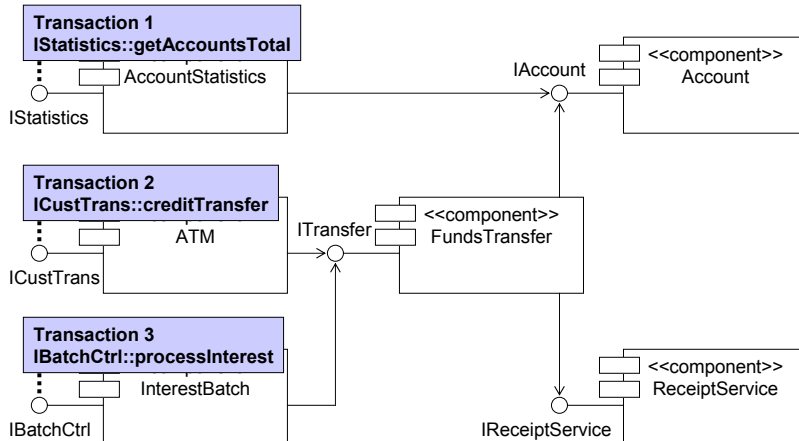 Transaction 1
IStatistics::getAccountsTotal
AccountStatistics
IStatistics
IAccount
<<component>>
Account
Transaction 2
ICustTrans::creditTransfer
ATM
ICustTrans
ITransfer
<<component>>
FundsTransfer
Transaction 3
IBatchCtrl::processInterest
InterestBatch
IBatchCtrl
IReceiptService
<<component>>
ReceiptService